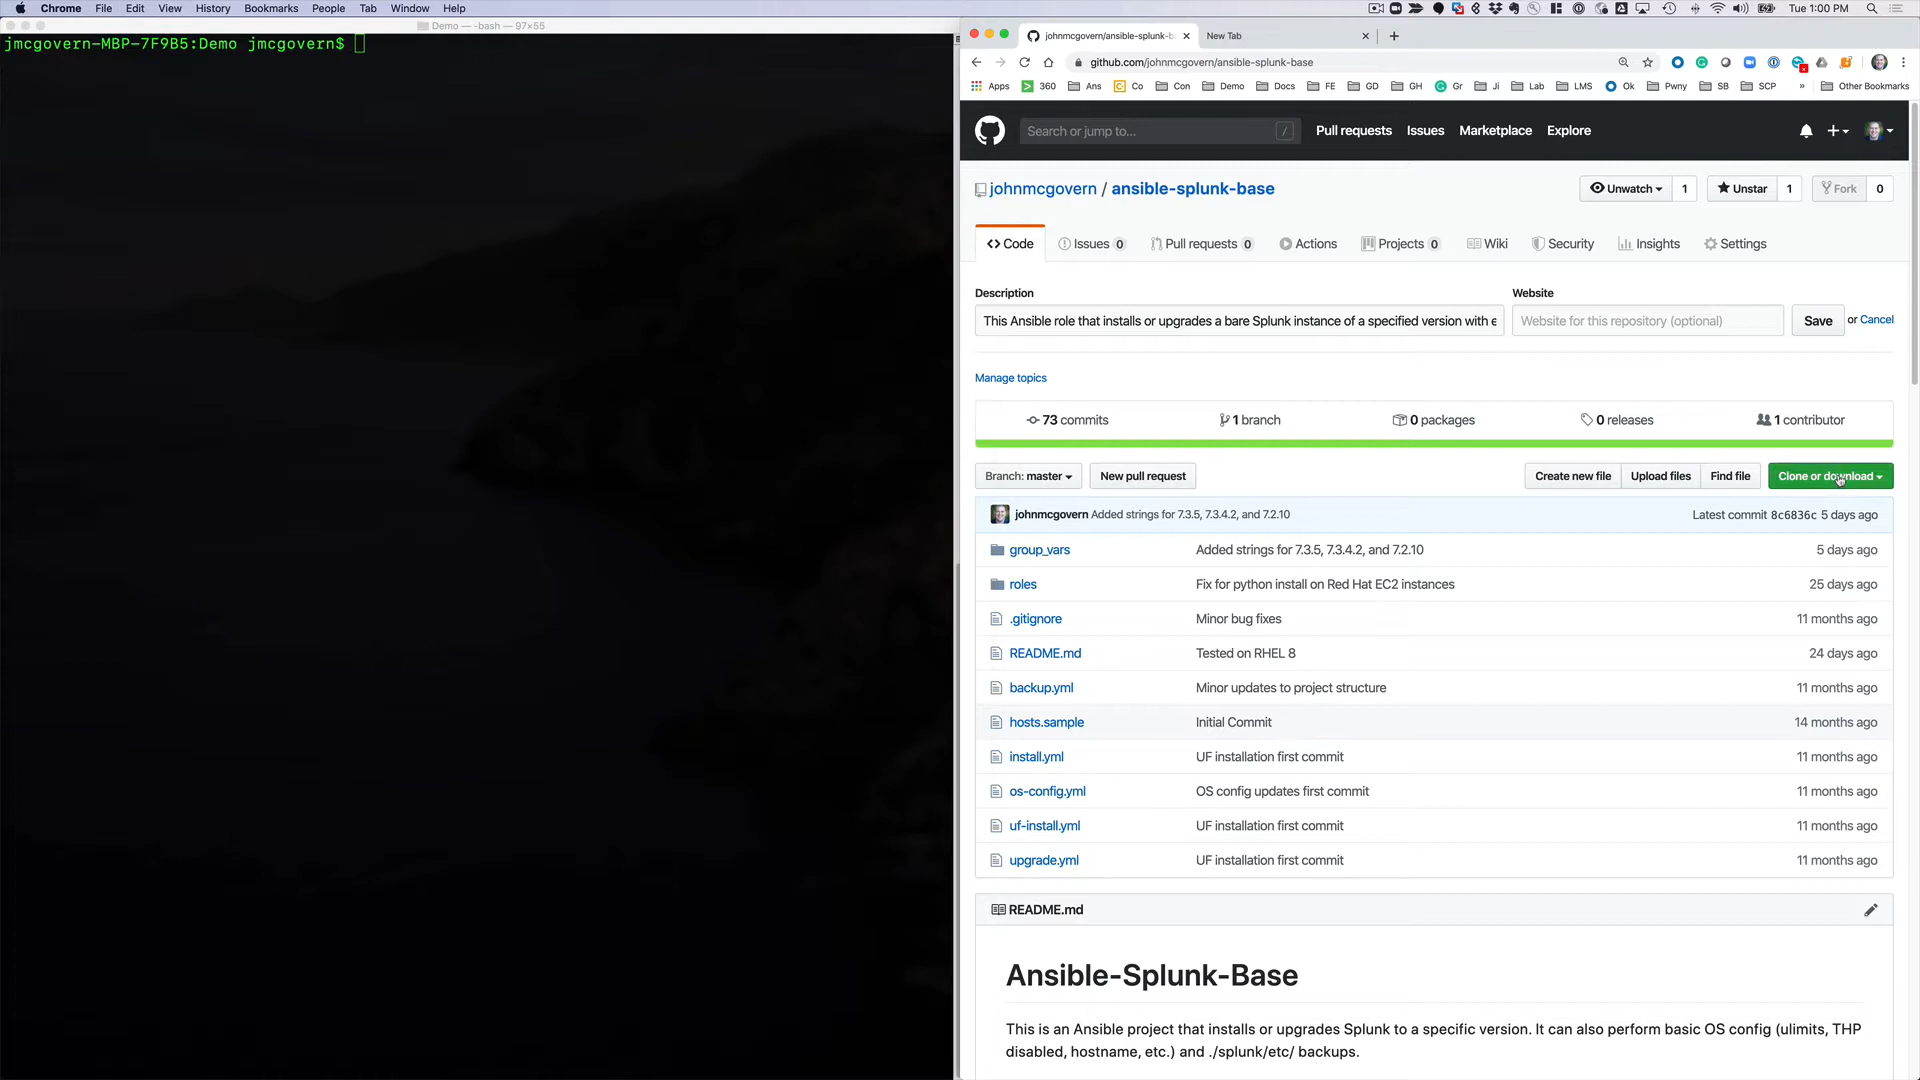 Chrome File Edit View History Bookmarks People Tab Window Help Tue 1:00 PM
Demo — -bash — 97×55
jmcgovern-MBP-7F9B5:Demo jmcgovern$
johnmcgovern/ansible-splunk-b
New Tab
github.com/johnmcgovern/ansible-splunk-base
Apps 360 Ans Co Con Demo Docs FE GD GH Gr Ji Lab LMS Ok Pwny SB SCP » Other Bookmarks
Search or jump to... /
Pull requests Issues Marketplace Explore
johnmcgovern / ansible-splunk-base
Unwatch 1 Unstar 1 Fork 0
Code Issues 0 Pull requests 0 Actions Projects 0 Wiki Security Insights Settings
Description Website
This Ansible role that installs or upgrades a bare Splunk instance of a specified version with e
Website for this repository (optional)
Save or Cancel
Manage topics
73 commits 1 branch 0 packages 0 releases 1 contributor
Branch: master New pull request Create new file Upload files Find file Clone or download
johnmcgovern Added strings for 7.3.5, 7.3.4.2, and 7.2.10 Latest commit 8c6836c 5 days ago
group_vars Added strings for 7.3.5, 7.3.4.2, and 7.2.10 5 days ago
roles Fix for python install on Red Hat EC2 instances 25 days ago
.gitignore Minor bug fixes 11 months ago
README.md Tested on RHEL 8 24 days ago
backup.yml Minor updates to project structure 11 months ago
hosts.sample Initial Commit 14 months ago
install.yml UF installation first commit 11 months ago
os-config.yml OS config updates first commit 11 months ago
uf-install.yml UF installation first commit 11 months ago
upgrade.yml UF installation first commit 11 months ago
README.md
Ansible-Splunk-Base
This is an Ansible project that installs or upgrades Splunk to a specific version. It can also perform basic OS config (ulimits, THP
disabled, hostname, etc.) and ./splunk/etc/ backups.